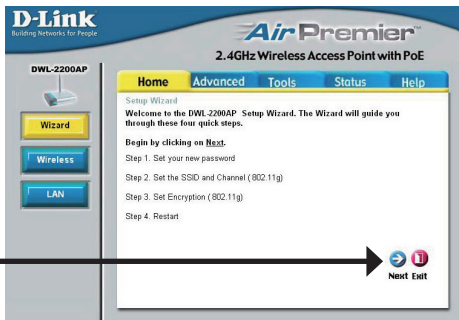 D-Link
Building Networks for People
Air Premier™
2.4GHz Wireless Access Point with PoE
DWL-2200AP
Home Advanced Tools Status Help
Setup Wizard
Welcome to the DWL-2200AP Setup Wizard. The Wizard will guide you
through these four quick steps.
Begin by clicking on Next.
Step 1. Set your new password
Step 2. Set the SSID and Channel (802.11g)
Step 3. Set Encryption (802.11g)
Step 4. Restart
Wizard
Wireless
LAN
Next Exit